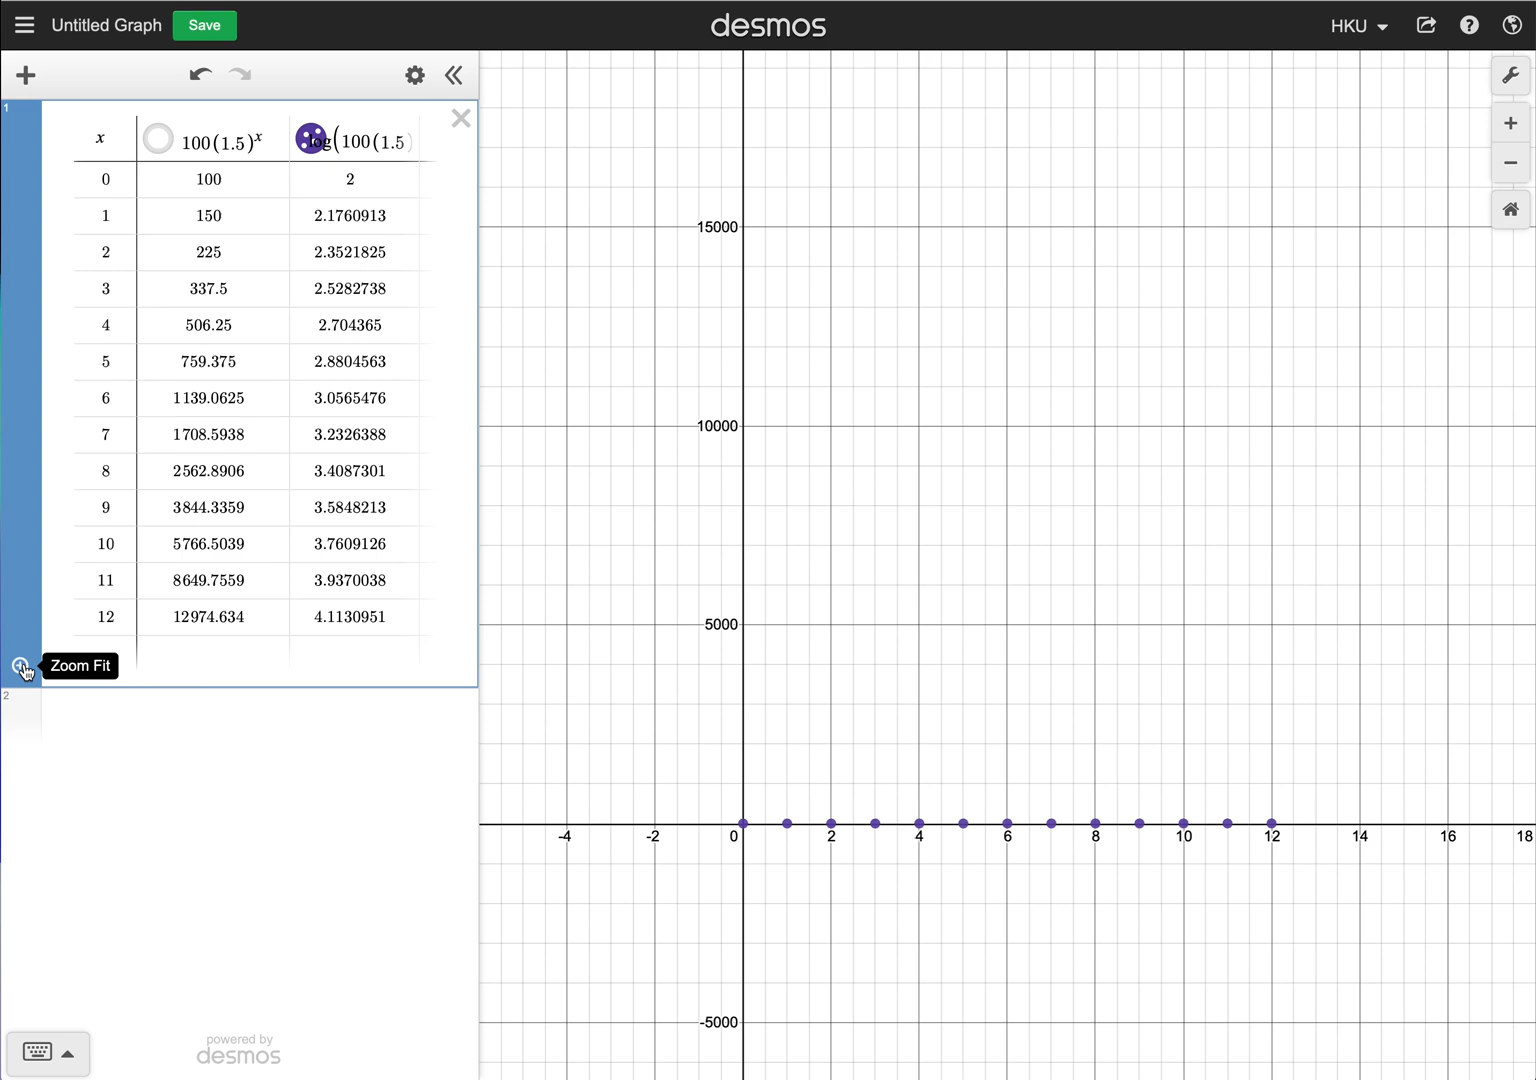 Untitled Graph Save desmos HKU
1
x 100(1.5)^x log(100(1.5)
0 100 2
1 150 2.1760913
2 225 2.3521825
3 337.5 2.5282738
4 506.25 2.704365
5 759.375 2.8804563
6 1139.0625 3.0565476
7 1708.5938 3.2326388
8 2562.8906 3.4087301
9 3844.3359 3.5848213
10 5766.5039 3.7609126
11 8649.7559 3.9370038
12 12974.634 4.1130951
Zoom Fit
2
powered by
desmos
15000
10000
5000
-4 -2 0 2 4 6 8 10 12 14 16 18
-5000